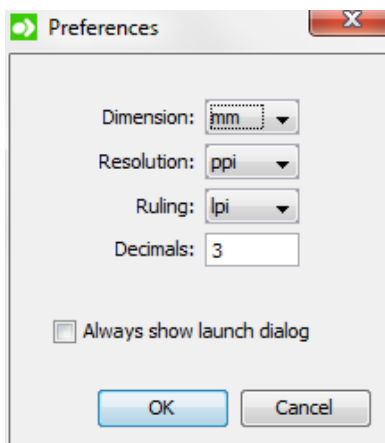 Preferences
Dimension: mm
Resolution: ppi
Ruling: lpi
Decimals: 3
Always show launch dialog
OK Cancel